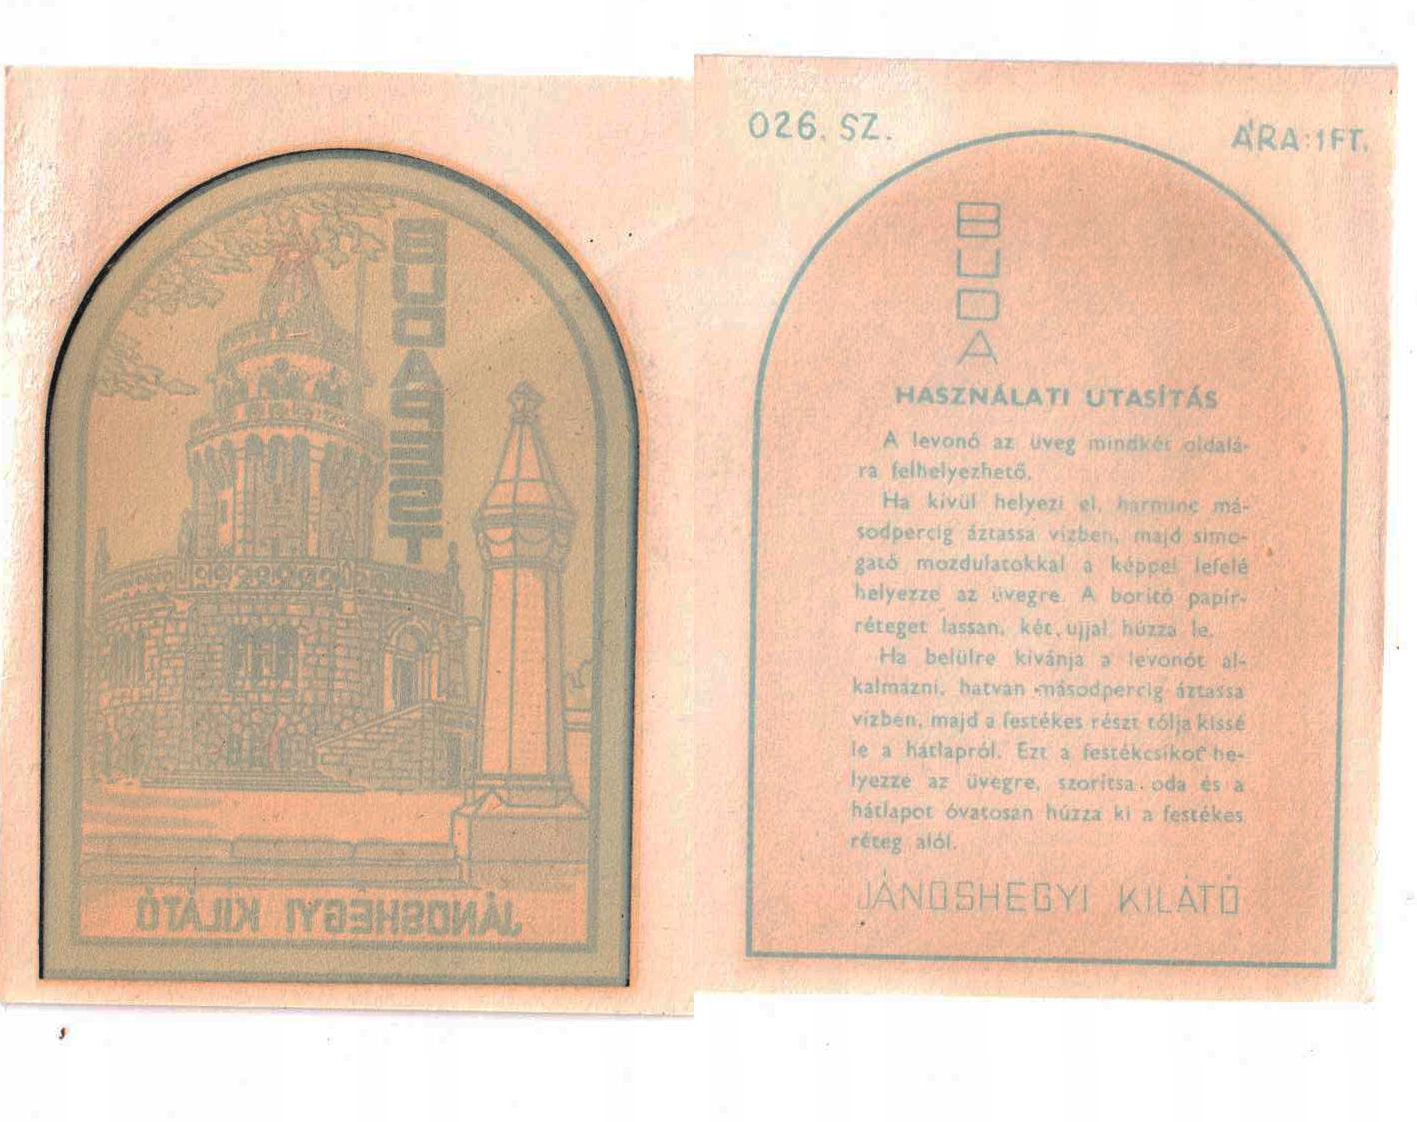 BUDAPEST
JÁNOSHEGYI KILÁTÓ
026. SZ.
ÁRA: 1 FT.
BUDA
HASZNÁLATI UTASÍTÁS
A levonó az üveg mindkét oldalá-
ra felhelyezhető.
Ha kívül helyezi el, harminc má-
sodpercig áztassa vízben, majd simo-
gató mozdulatokkal a képpel lefelé
helyezze az üvegre. A borító papír-
réteget lassan, két ujjal húzza le.
Ha belülre kívánja a levonót al-
kalmazni, hatvan másodpercig áztassa
vízben, majd a festékes részt tólja kissé
le a hátlapról. Ezt a festékcsíkot he-
lyezze az üvegre, szorítsa oda és a
hátlapot óvatosan húzza ki a festékes
réteg alól.
JÁNOSHEGYI KILÁTÓ